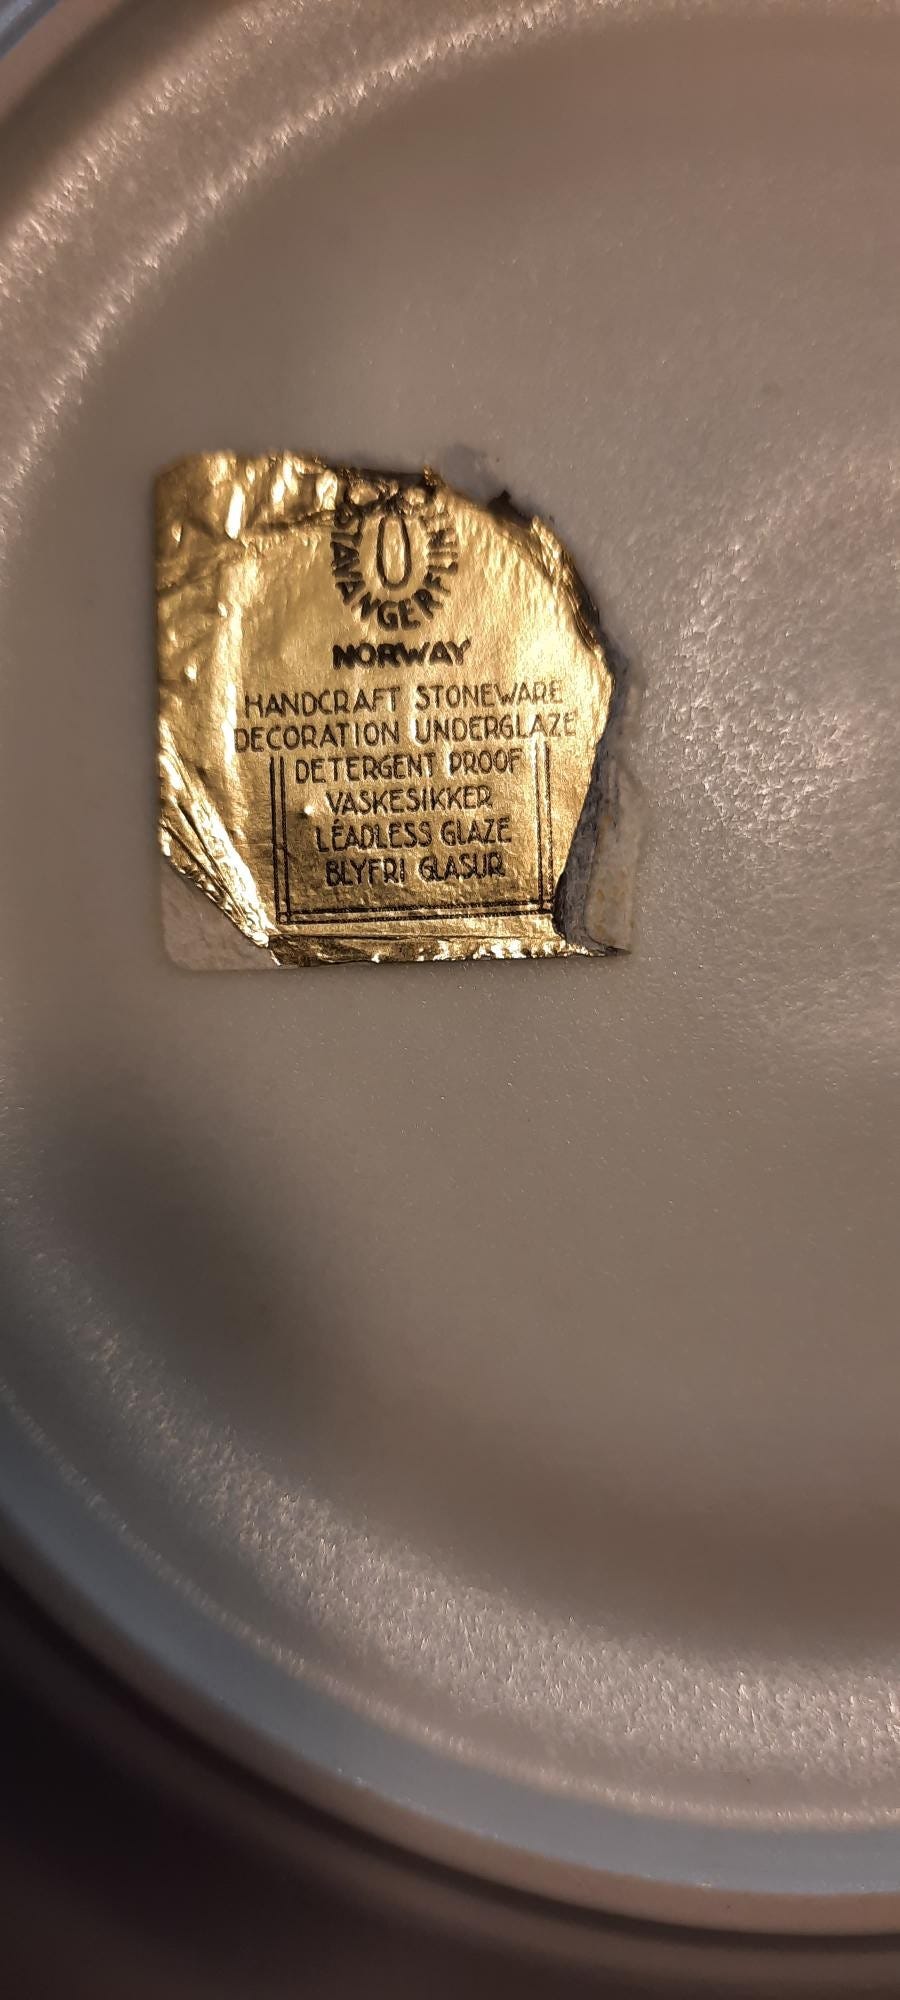 STAVANGERFLINT
NORWAY
HANDCRAFT STONEWARE
DECORATION UNDERGLAZE
DETERGENT PROOF
VASKESIKKER
LEADLESS GLAZE
BLYFRI GLASUR